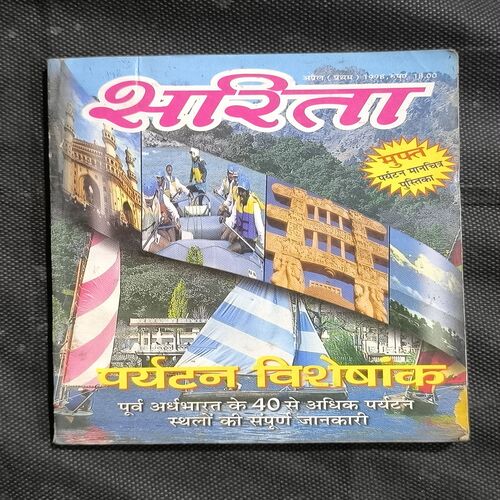 अप्रैल (प्रथम) 1998, रुपए 18.00
सरिता
मुफ्त
पर्यटन मानचित्र
पुस्तिका
पर्यटन विशेषांक
पूर्व अर्धभारत के 40 से अधिक पर्यटन
स्थलों की संपूर्ण जानकारी